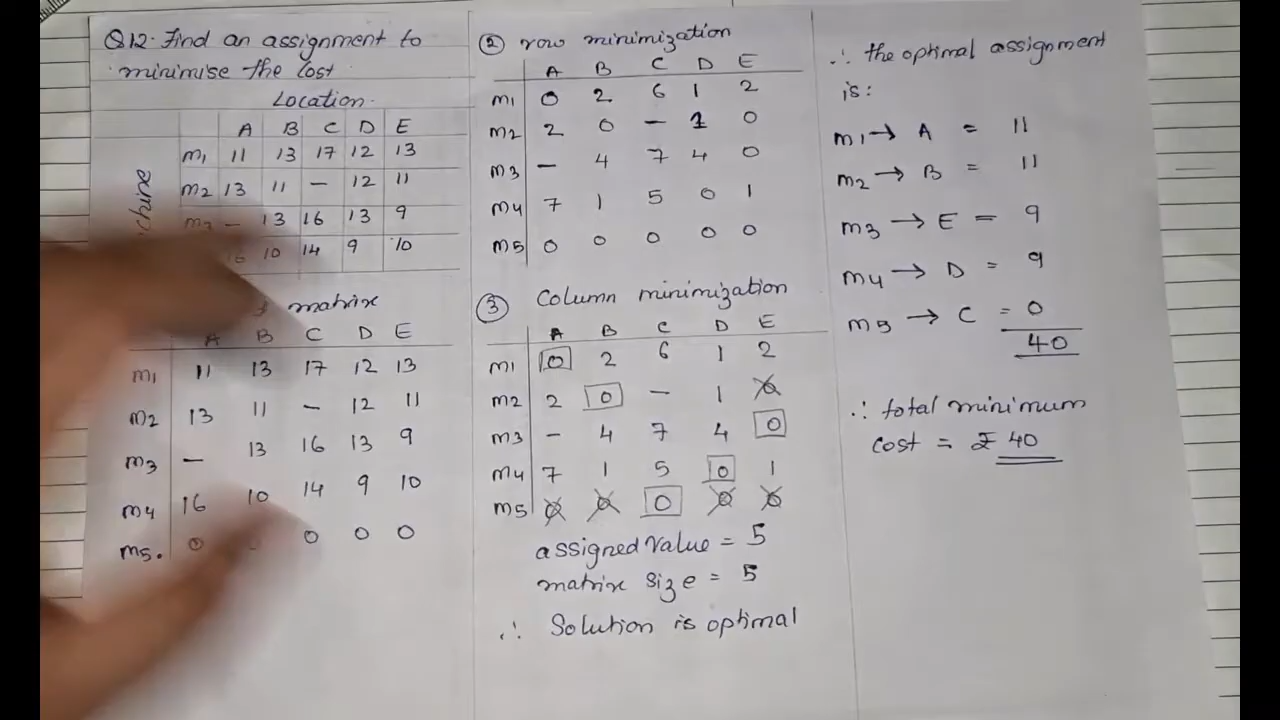 Q12. Find an assignment to
minimise the cost
Location.
A B C D E
m1 11 13 17 12 13
m2 13 11 — 12 11
— 13 16 13 9
16 10 14 9 10
matrix
A B C D E
m1 11 13 17 12 13
m2 13 11 — 12 11
m3 — 13 16 13 9
m4 16 10 14 9 10
m5. 0 0 0 0
② row minimization
A B C D E
m1 0 2 6 1 2
m2 2 0 — 1 0
m3 — 4 7 4 0
m4 7 1 5 0 1
m5 0 0 0 0 0
③ Column minimization
A B C D E
m1 0 2 6 1 2
m2 2 0 — 1 0
m3 — 4 7 4 0
m4 7 1 5 0 1
m5 0 0 0 0 0
assigned value = 5
matrix size = 5
∴ Solution is optimal
∴ the optimal assignment
is:
m1 → A = 11
m2 → B = 11
m3 → E = 9
m4 → D = 9
m5 → C = 0
40
∴ total minimum
cost = ₹ 40